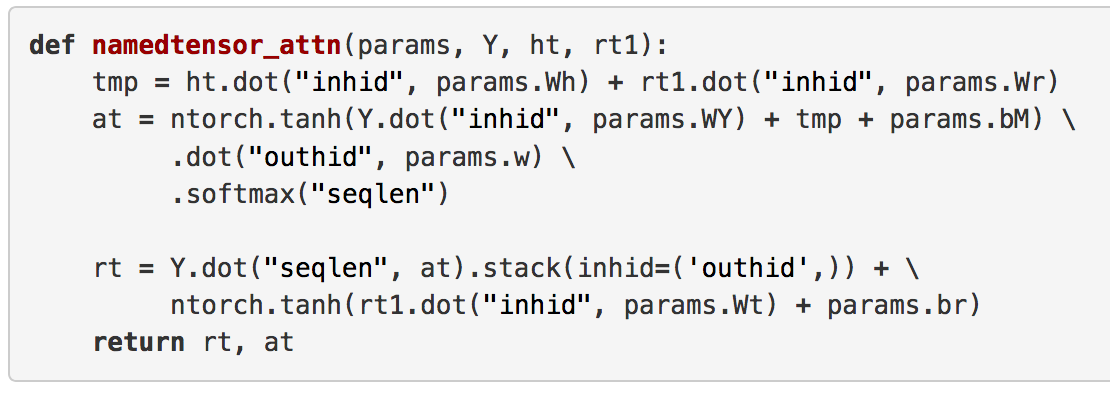 def namedtensor_attn(params, Y, ht, rt1):
    tmp = ht.dot("inhid", params.Wh) + rt1.dot("inhid", params.Wr)
    at = ntorch.tanh(Y.dot("inhid", params.WY) + tmp + params.bM) \
         .dot("outhid", params.w) \
         .softmax("seqlen")

    rt = Y.dot("seqlen", at).stack(inhid=('outhid',)) + \
         ntorch.tanh(rt1.dot("inhid", params.Wt) + params.br)
    return rt, at